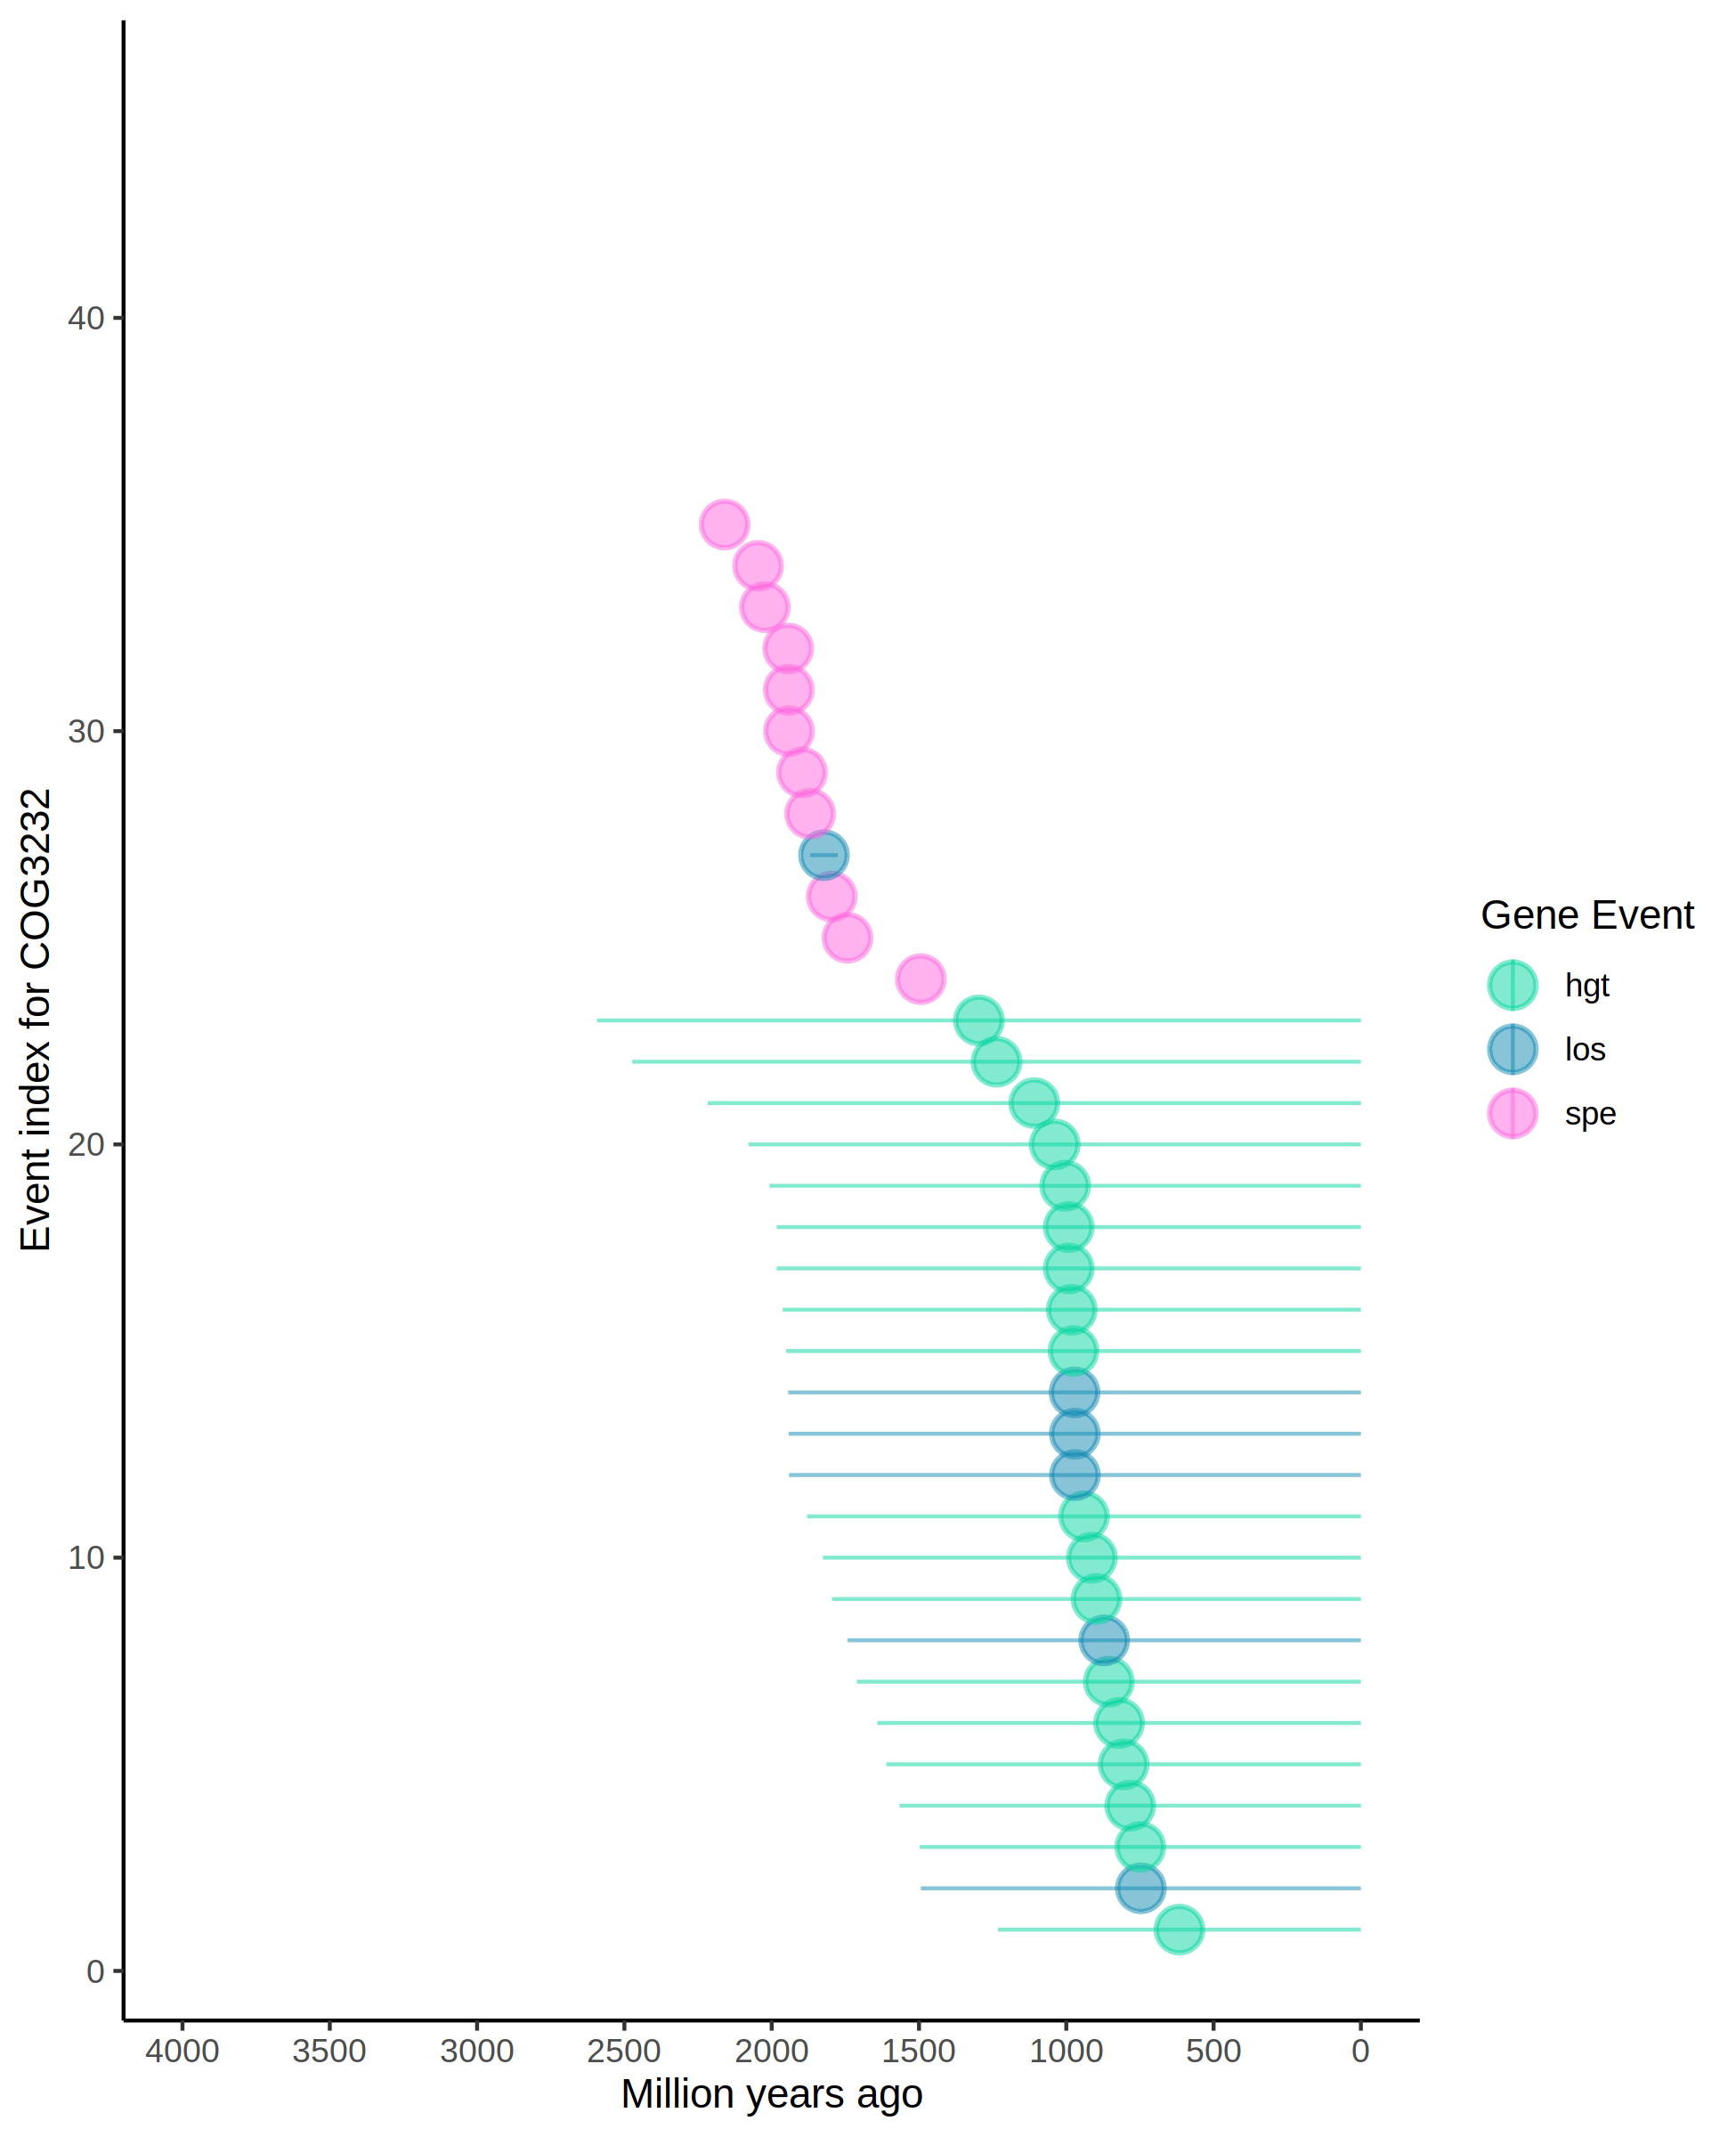 40
30
20
10
0
Event index for COG3232
4000 3500 3000 2500 2000 1500 1000 500 0
Million years ago
Gene Event
hgt
los
spe